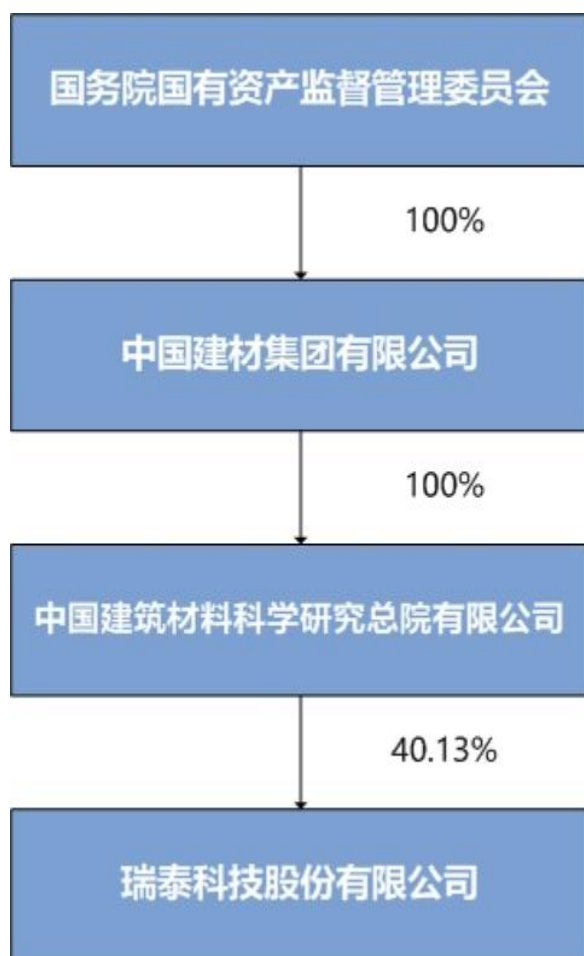 国务院国有资产监督管理委员会
100%
中国建材集团有限公司
100%
中国建筑材料科学研究总院有限公司
40.13%
瑞泰科技股份有限公司